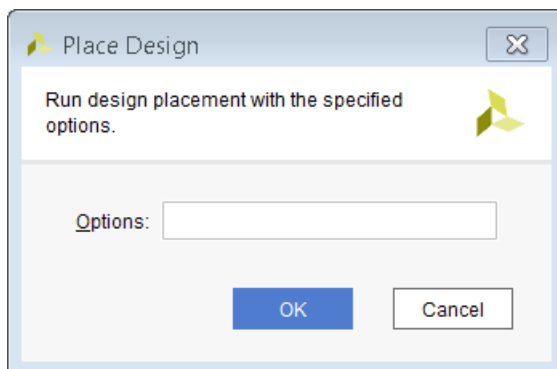 Place Design
Run design placement with the specified
options.
Options:
OK
Cancel